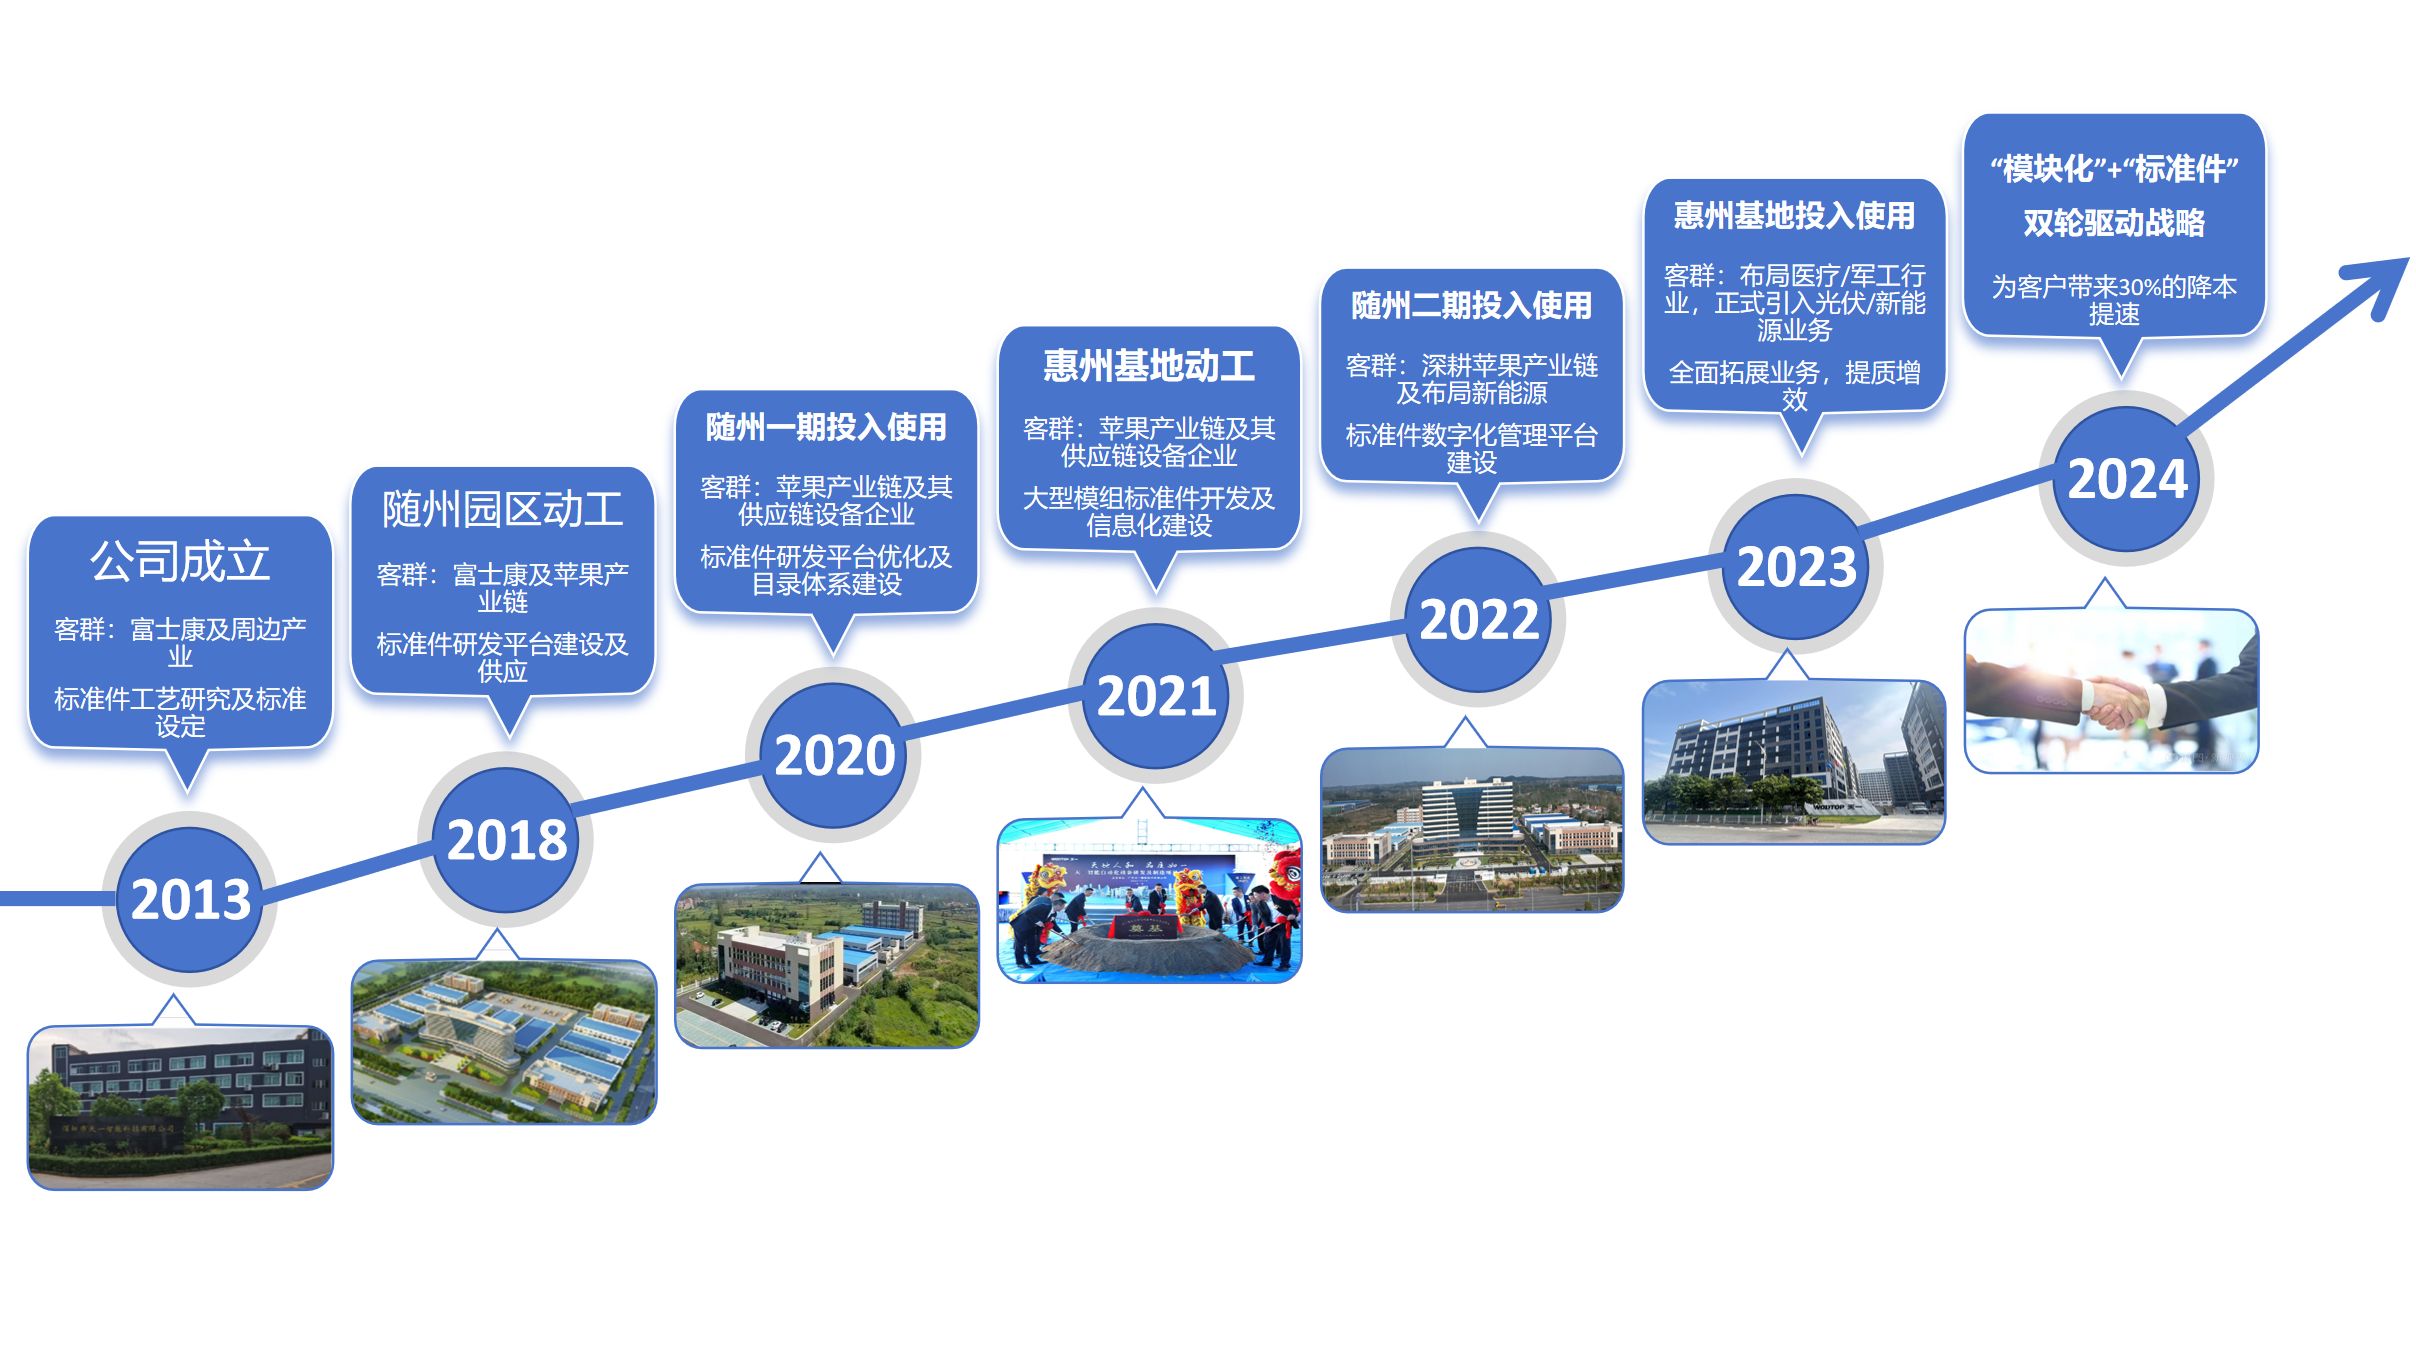 公司成立
客群：富士康及周边产
业
标准件工艺研究及标准
设定
2013
随州园区动工
客群：富士康及苹果产
业链
标准件研发平台建设及
供应
2018
随州一期投入使用
客群：苹果产业链及其
供应链设备企业
标准件研发平台优化及
目录体系建设
2020
惠州基地动工
客群：苹果产业链及其
供应链设备企业
大型模组标准件开发及
信息化建设
2021
天地人和 品质如一
奠基
随州二期投入使用
客群：深耕苹果产业链
及布局新能源
标准件数字化管理平台
建设
2022
惠州基地投入使用
客群：布局医疗/军工行
业，正式引入光伏/新能
源业务
全面拓展业务，提质增
效
2023
“模块化”+“标准件”
双轮驱动战略
为客户带来30%的降本
提速
2024